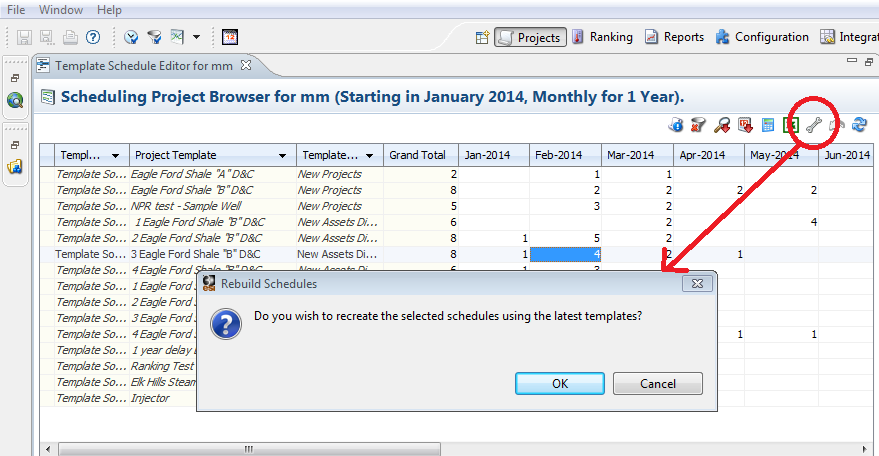 File Window Help
12
Projects Ranking Reports Configuration Integrat
Template Schedule Editor for mm
Scheduling Project Browser for mm (Starting in January 2014, Monthly for 1 Year).
Templ... Project Template Template... Grand Total Jan-2014 Feb-2014 Mar-2014 Apr-2014 May-2014 Jun-2014
Template So... Eagle Ford Shale "A" D&C New Projects 2 1 1
Template So... Eagle Ford Shale "B" D&C New Projects 8 2 2 2 2
Template So... NPR test - Sample Well New Projects 5 3 2
Template So... 1 Eagle Ford Shale "B" D&C New Assets Di... 6 2 4
Template So... 2 Eagle Ford Shale "B" D&C New Assets Di... 8 1 5 2
Template So... 3 Eagle Ford Shale "B" D&C New Assets Di... 8 1 4 2 1
Template So... 4 Eagle Ford Shale "B" D&C New Assets Di... 6 1 3
Template So... 1 Eagle Ford
Template So... 2 Eagle Ford
Template So... 3 Eagle Ford
Template So... 4 Eagle Ford 1 1
Template So... 1 year delay
Template So... Ranking Test
Template So... Elk Hills Steam
Template So... Injector
Rebuild Schedules
Do you wish to recreate the selected schedules using the latest templates?
OK Cancel